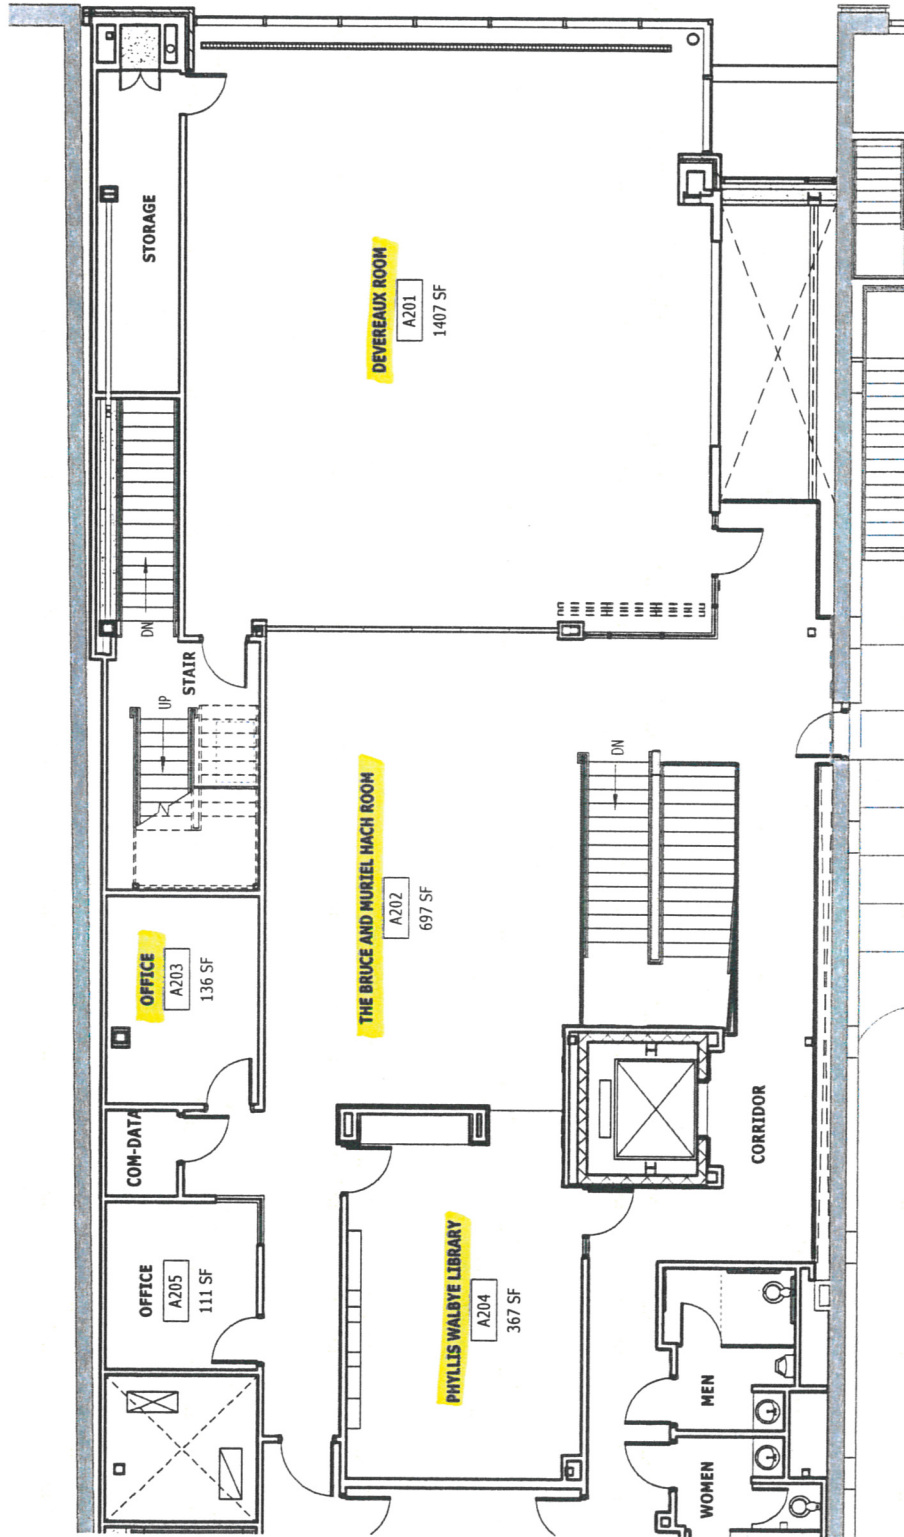 STORAGE
DEVEREAUX ROOM
A201
1407 SF
DN
STAIR
UP
THE BRUCE AND MURIEL HACH ROOM
A202
697 SF
DN
OFFICE
A203
136 SF
COM-DATA
CORRIDOR
OFFICE
A205
111 SF
PHYLLIS WALBYE LIBRARY
A204
367 SF
MEN
WOMEN